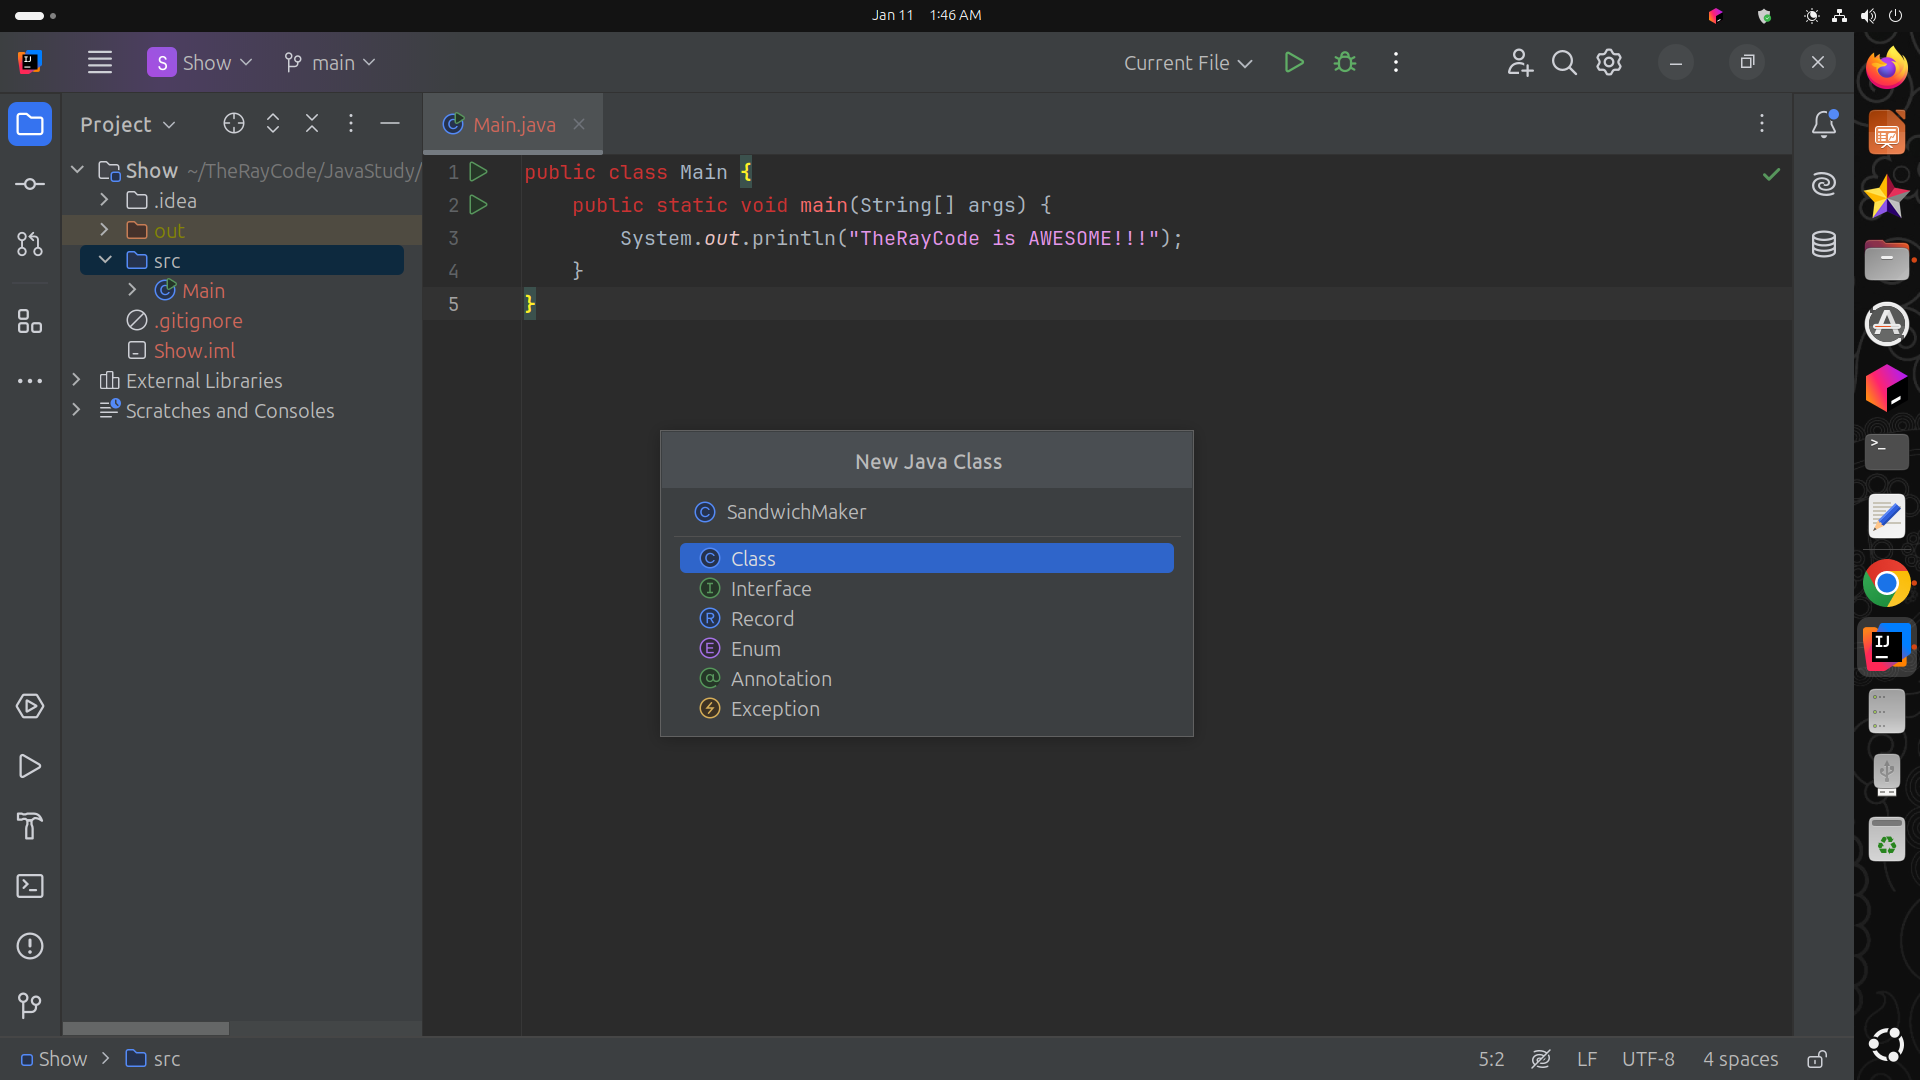 Jan 11 1:46 AM
IJ
S Show
main
Current File
Project
Main.java
Show ~/TheRayCode/JavaStudy/
.idea
out
src
Main
.gitignore
Show.iml
External Libraries
Scratches and Consoles
1 public class Main {
2 public static void main(String[] args) {
3 System.out.println("TheRayCode is AWESOME!!!");
4 }
5 }
New Java Class
C SandwichMaker
C Class
I Interface
R Record
E Enum
@ Annotation
Exception
>_
IJ
Show
src
5:2
LF
UTF-8
4 spaces